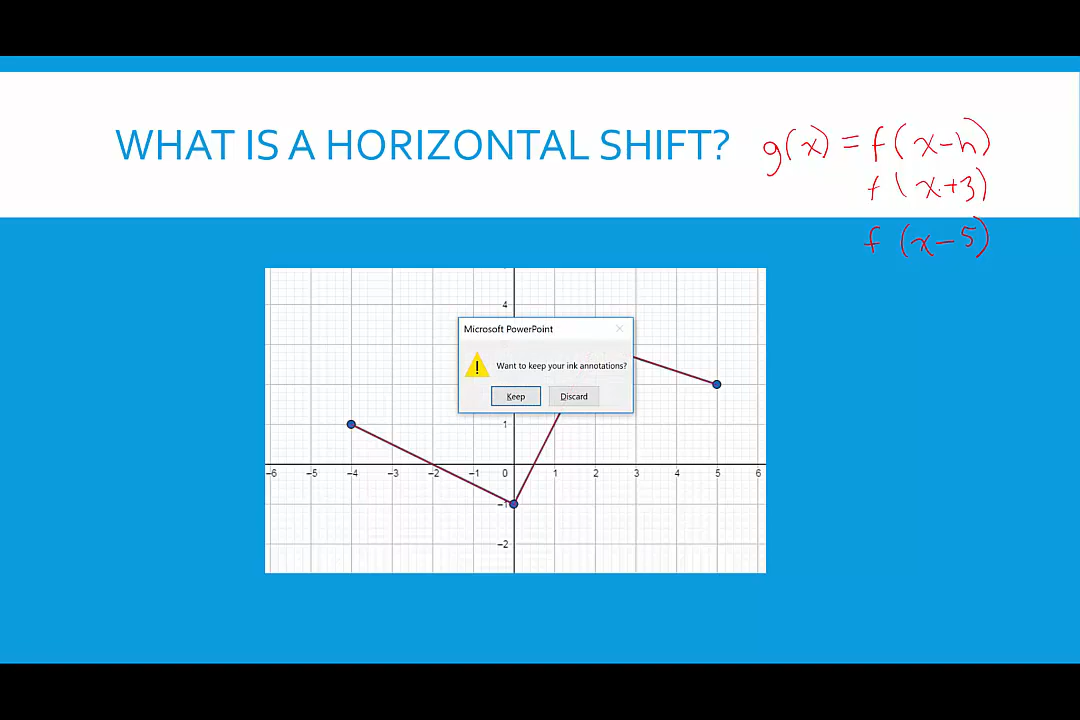 WHAT IS A HORIZONTAL SHIFT?
g(x) = f(x-h)
f(x+3)
f(x-5)
4
Microsoft PowerPoint
Want to keep your ink annotations?
Keep Discard
1
-6 -5 -4 -3 -2 -1 0 1 2 3 4 5 6
-1
-2